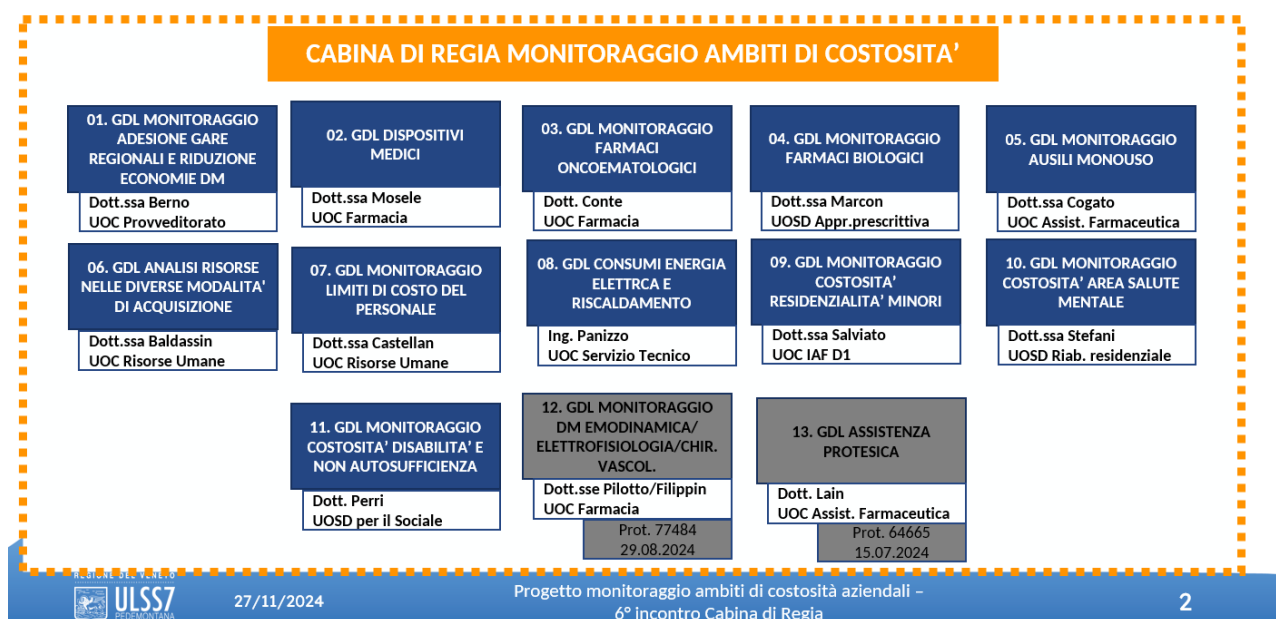 CABINA DI REGIA MONITORAGGIO AMBITI DI COSTOSITA’
01. GDL MONITORAGGIO
ADESIONE GARE
REGIONALI E RIDUZIONE
ECONOMIE DM
Dott.ssa Berno
UOC Provveditorato
02. GDL DISPOSITIVI
MEDICI
Dott.ssa Mosele
UOC Farmacia
03. GDL MONITORAGGIO
FARMACI
ONCOEMATOLOGICI
Dott. Conte
UOC Farmacia
04. GDL MONITORAGGIO
FARMACI BIOLOGICI
Dott.ssa Marcon
UOSD Appr.prescrittiva
05. GDL MONITORAGGIO
AUSILI MONOUSO
Dott.ssa Cogato
UOC Assist. Farmaceutica
06. GDL ANALISI RISORSE
NELLE DIVERSE MODALITA'
DI ACQUISIZIONE
Dott.ssa Baldassin
UOC Risorse Umane
07. GDL MONITORAGGIO
LIMITI DI COSTO DEL
PERSONALE
Dott.ssa Castellan
UOC Risorse Umane
08. GDL CONSUMI ENERGIA
ELETTRCA E
RISCALDAMENTO
Ing. Panizzo
UOC Servizio Tecnico
09. GDL MONITORAGGIO
COSTOSITA’
RESIDENZIALITA’ MINORI
Dott.ssa Salviato
UOC IAF D1
10. GDL MONITORAGGIO
COSTOSITA’ AREA SALUTE
MENTALE
Dott.ssa Stefani
UOSD Riab. residenziale
11. GDL MONITORAGGIO
COSTOSITA’ DISABILITA’ E
NON AUTOSUFFICIENZA
Dott. Perri
UOSD per il Sociale
12. GDL MONITORAGGIO
DM EMODINAMICA/
ELETTROFISIOLOGIA/CHIR.
VASCOL.
Dott.sse Pilotto/Filippin
UOC Farmacia
Prot. 77484
29.08.2024
13. GDL ASSISTENZA
PROTESICA
Dott. Lain
UOC Assist. Farmaceutica
Prot. 64665
15.07.2024
REGIONE DEL VENETO
ULSS7
PEDEMONTANA
27/11/2024
Progetto monitoraggio ambiti di costosità aziendali –
6° incontro Cabina di Regia
2